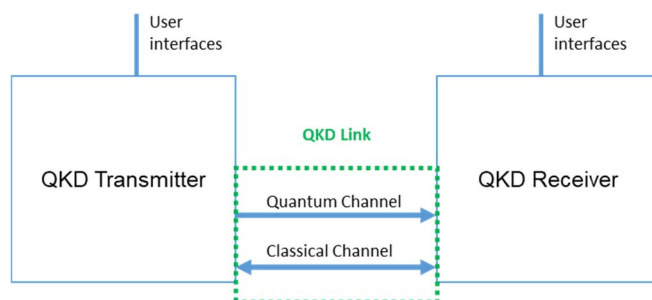 User
interfaces
User
interfaces
QKD Link
QKD Transmitter
QKD Receiver
Quantum Channel
Classical Channel